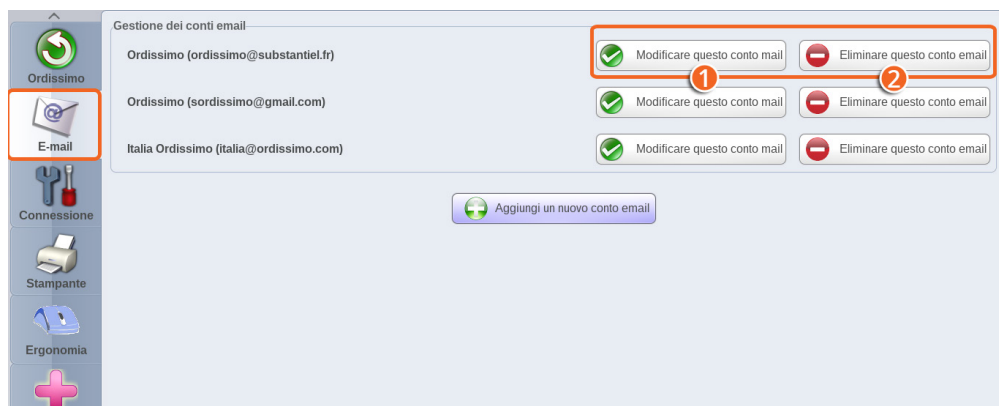 Gestione dei conti email
Ordissimo (ordissimo@substantiel.fr)
Modificare questo conto mail
Eliminare questo conto email
1
2
Ordissimo (sordissimo@gmail.com)
Modificare questo conto mail
Eliminare questo conto email
Italia Ordissimo (italia@ordissimo.com)
Modificare questo conto mail
Eliminare questo conto email
Aggiungi un nuovo conto email
Ordissimo
E-mail
Connessione
Stampante
Ergonomia